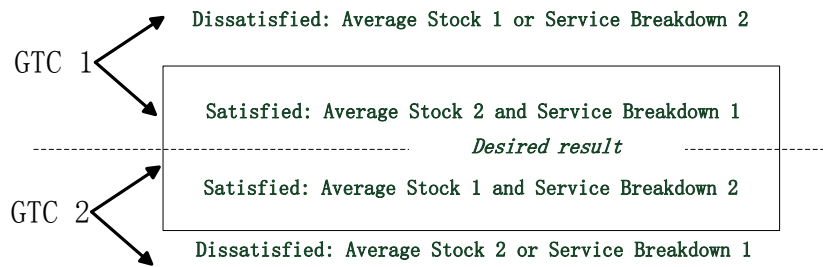 Dissatisfied: Average Stock 1 or Service Breakdown 2
GTC 1
Satisfied: Average Stock 2 and Service Breakdown 1
Desired result
Satisfied: Average Stock 1 and Service Breakdown 2
GTC 2
Dissatisfied: Average Stock 2 or Service Breakdown 1